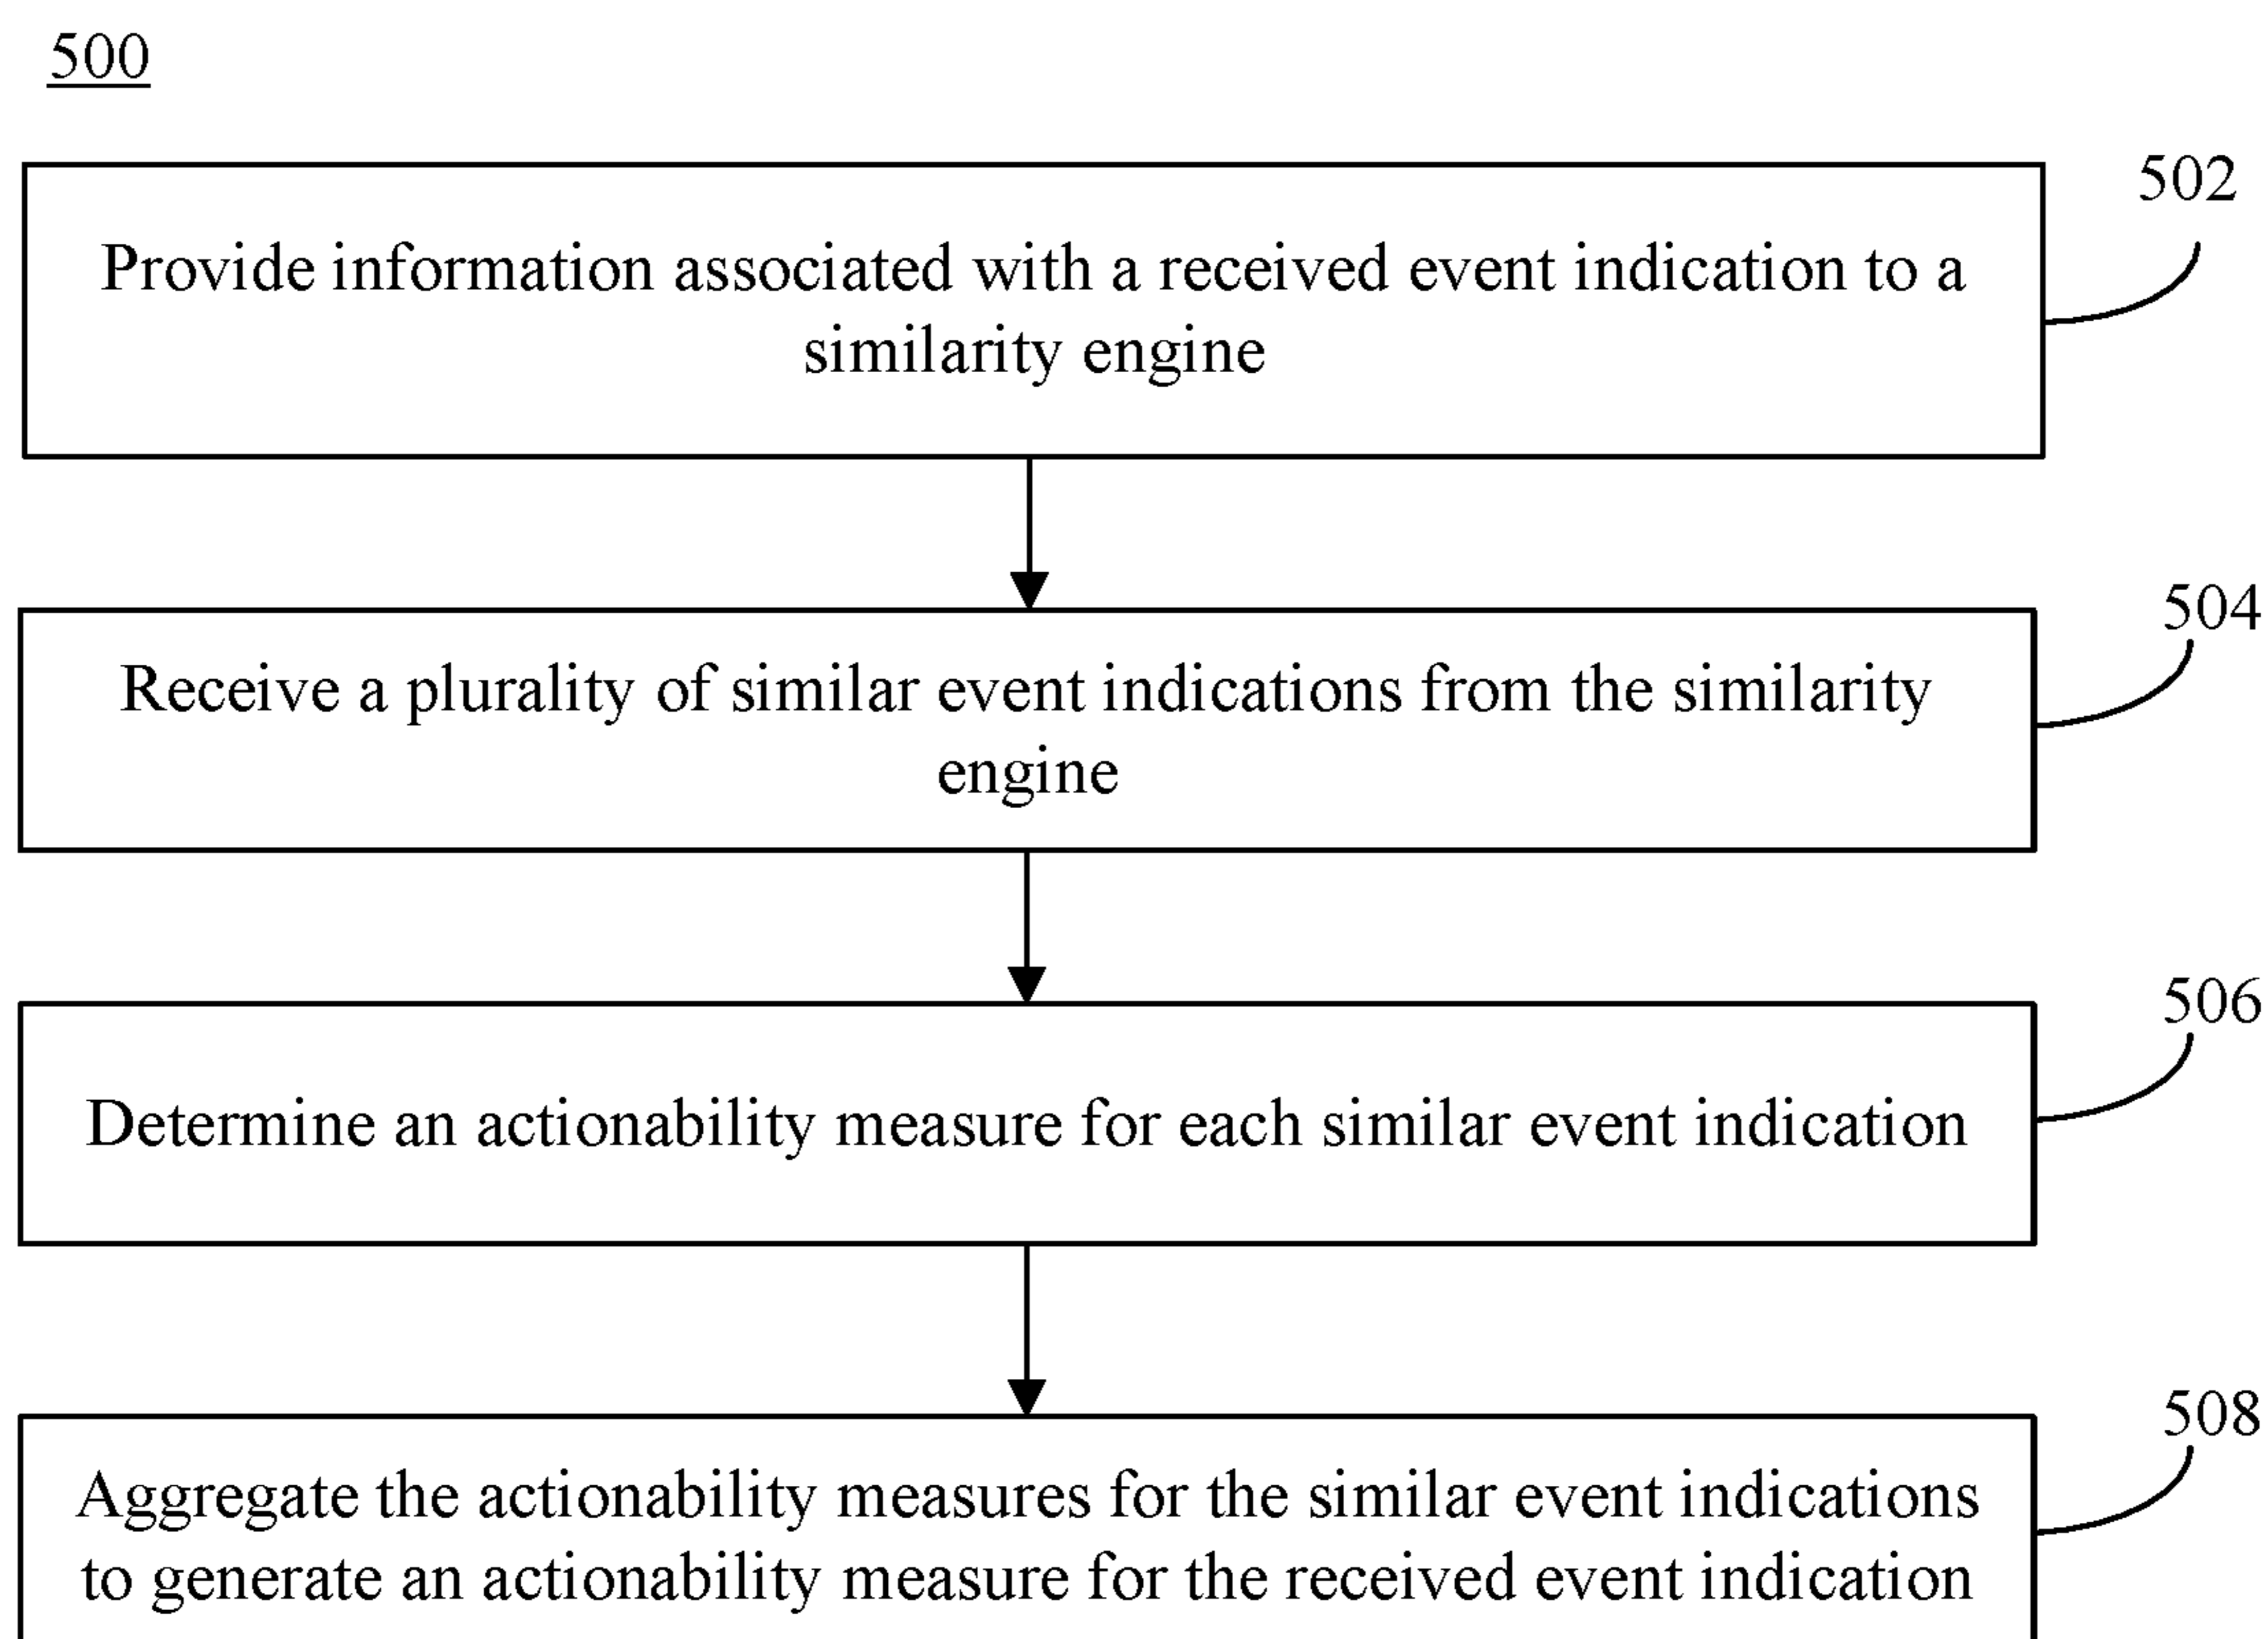 500
502
Provide information associated with a received event indication to a
similarity engine
504
Receive a plurality of similar event indications from the similarity
engine
506
Determine an actionability measure for each similar event indication
508
Aggregate the actionability measures for the similar event indications
to generate an actionability measure for the received event indication